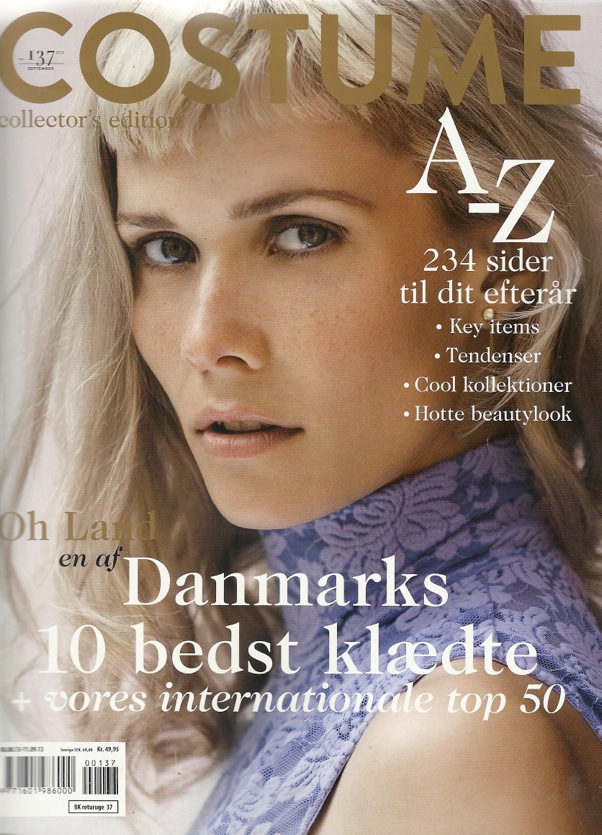 COSTUME
137
SEPTEMBER
collector's edition
A-Z
234 sider
til dit efterår
• Key items
• Tendenser
• Cool kollektioner
• Hotte beautylook
Oh Land
en af
Danmarks
10 bedst klædte
+ vores internationale top 50
Kr. 49,95
00137
BK returuge 37